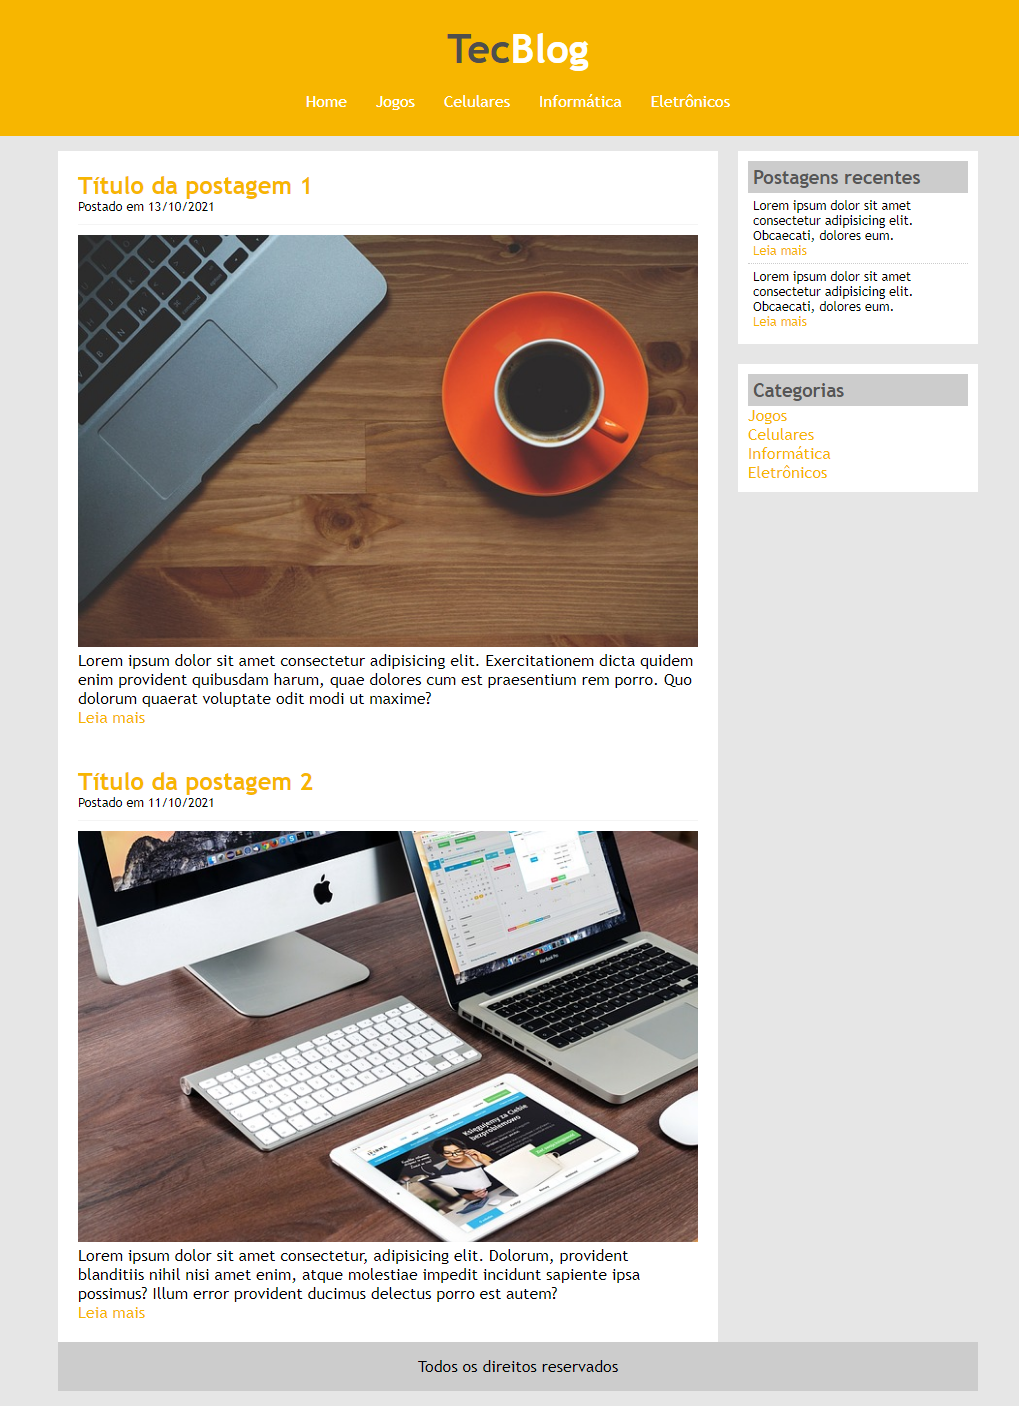 TecBlog
Home Jogos Celulares Informática Eletrônicos
Título da postagem 1
Postado em 13/10/2021
Lorem ipsum dolor sit amet consectetur adipisicing elit. Exercitationem dicta quidem
enim provident quibusdam harum, quae dolores cum est praesentium rem porro. Quo
dolorum quaerat voluptate odit modi ut maxime?
Leia mais
Título da postagem 2
Postado em 11/10/2021
MacBook Pro
Księgujemy za Ciebie
bezproblemowo
Lorem ipsum dolor sit amet consectetur, adipisicing elit. Dolorum, provident
blanditiis nihil nisi amet enim, atque molestiae impedit incidunt sapiente ipsa
possimus? Illum error provident ducimus delectus porro est autem?
Leia mais
Postagens recentes
Lorem ipsum dolor sit amet
consectetur adipisicing elit.
Obcaecati, dolores eum.
Leia mais
Lorem ipsum dolor sit amet
consectetur adipisicing elit.
Obcaecati, dolores eum.
Leia mais
Categorias
Jogos
Celulares
Informática
Eletrônicos
Todos os direitos reservados